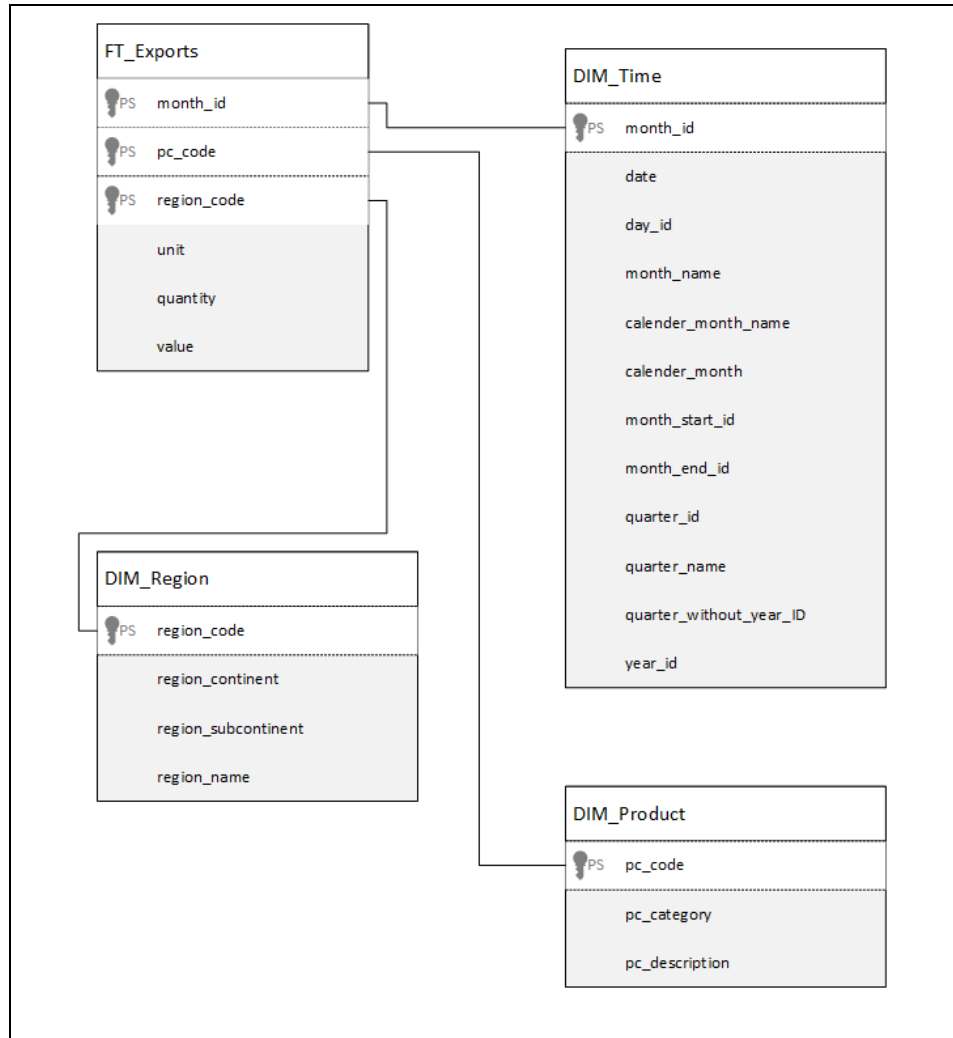 FT_Exports
PS month_id
PS pc_code
PS region_code
unit
quantity
value
DIM_Time
PS month_id
date
day_id
month_name
calender_month_name
calender_month
month_start_id
month_end_id
quarter_id
quarter_name
quarter_without_year_ID
year_id
DIM_Region
PS region_code
region_continent
region_subcontinent
region_name
DIM_Product
PS pc_code
pc_category
pc_description